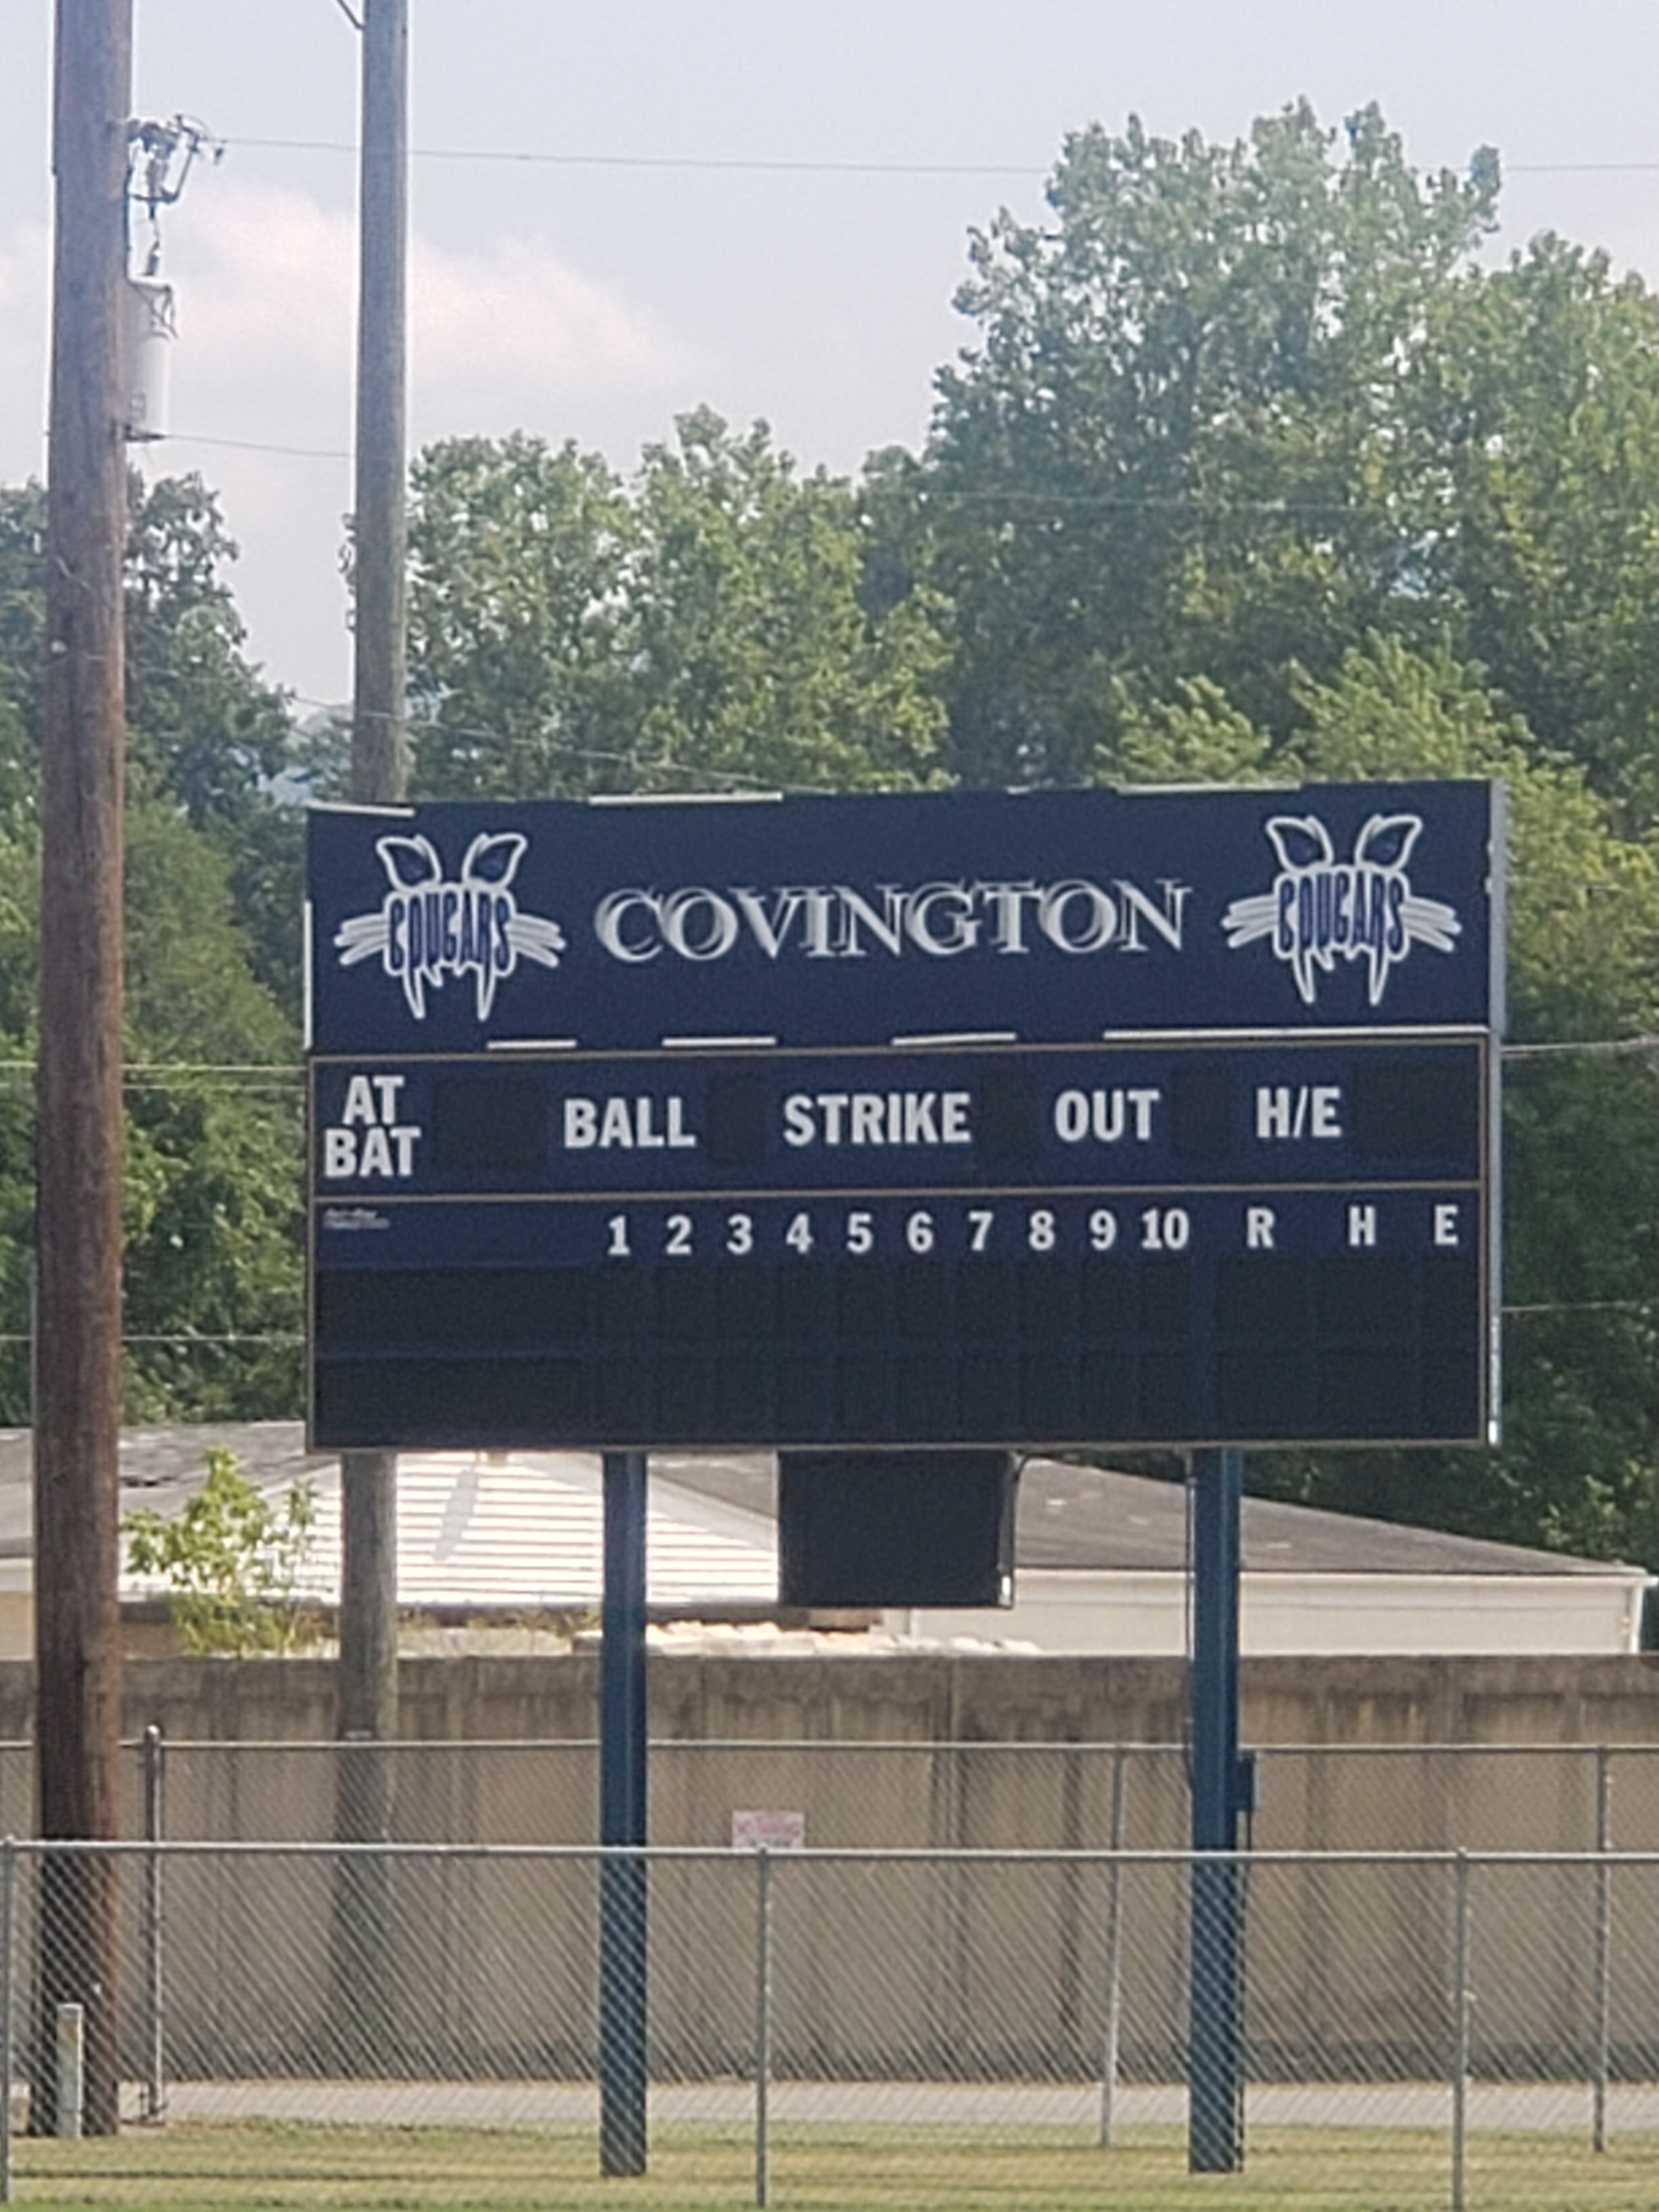 COUGARS COVINGTON COUGARS
AT BAT BALL STRIKE OUT H/E
1 2 3 4 5 6 7 8 9 10 R H E